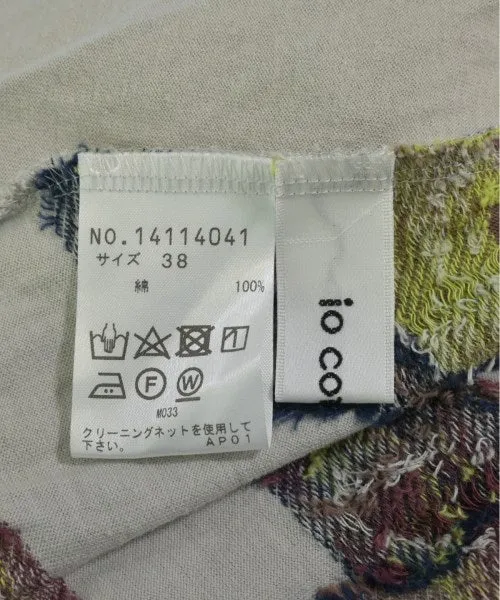 NO.14114041
サイズ 38
綿 100%
F W
M033
クリーニングネットを使用して
下さい。 AP01
io co